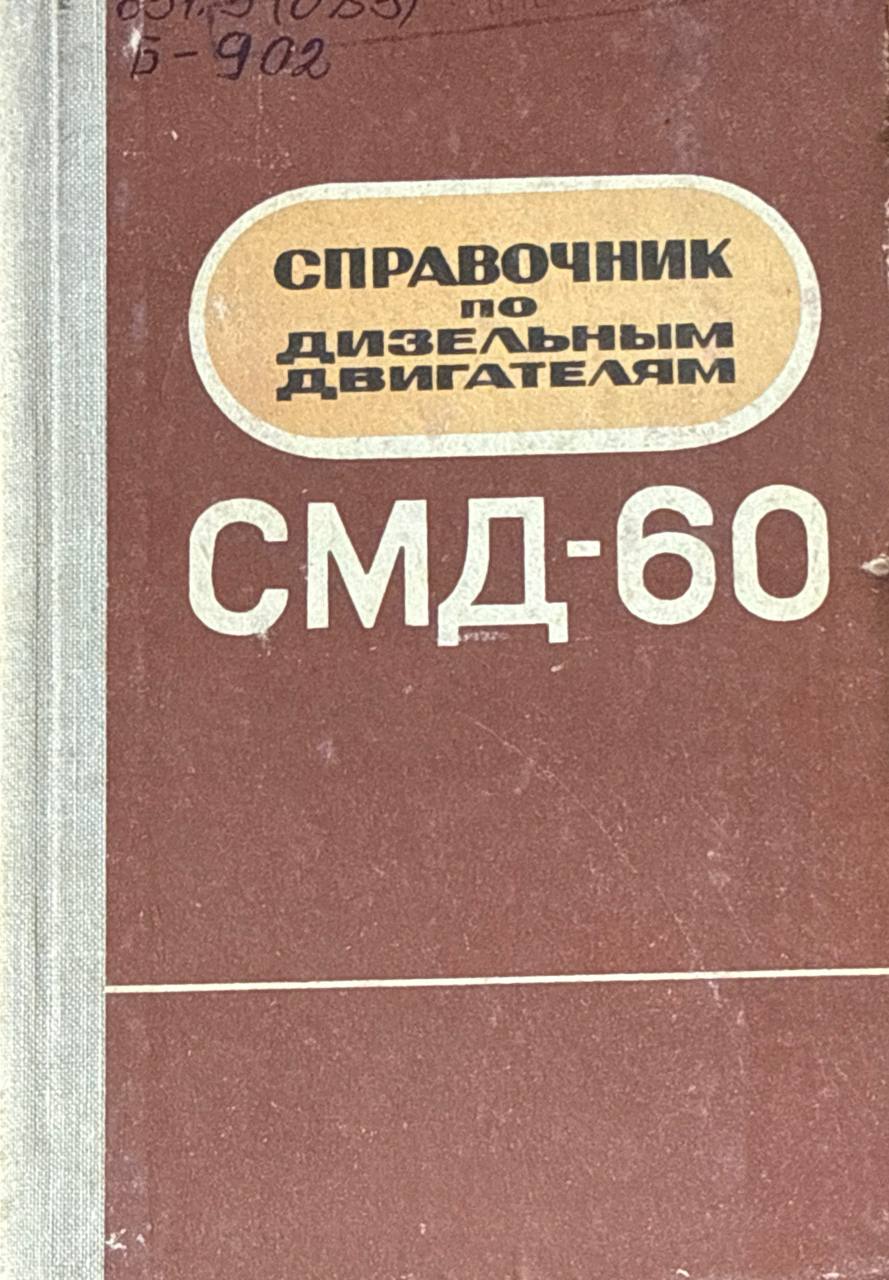 Б-902
СПРАВОЧНИК
ПО
ДИЗЕЛЬНЫМ
ДВИГАТЕЛЯМ
СМД-60